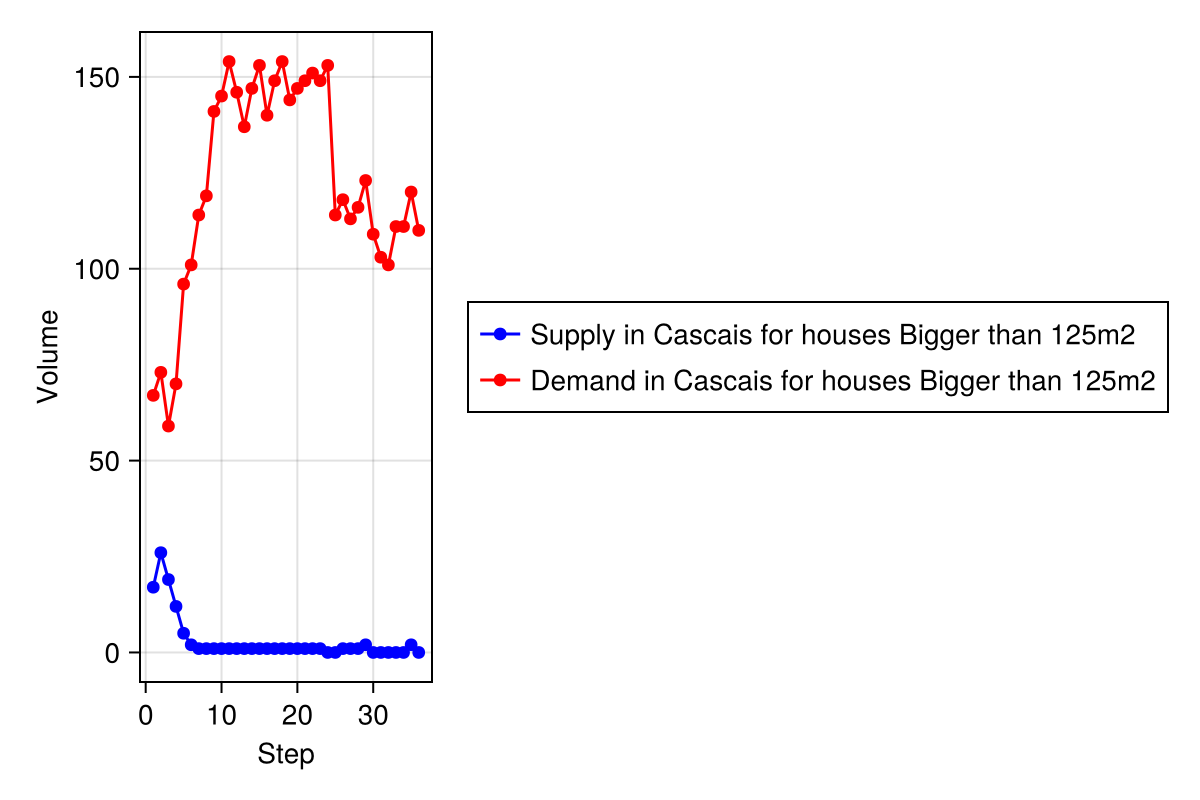 150
100
50
0
Volume
0 10 20 30
Step
Supply in Cascais for houses Bigger than 125m2
Demand in Cascais for houses Bigger than 125m2